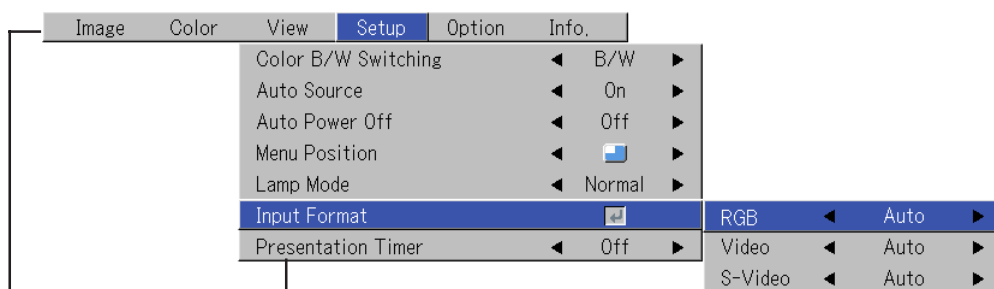 Image Color View Setup Option Info.
Color B/W Switching B/W
Auto Source On
Auto Power Off Off
Menu Position
Lamp Mode Normal
Input Format RGB Auto
Presentation Timer Off Video Auto
S-Video Auto